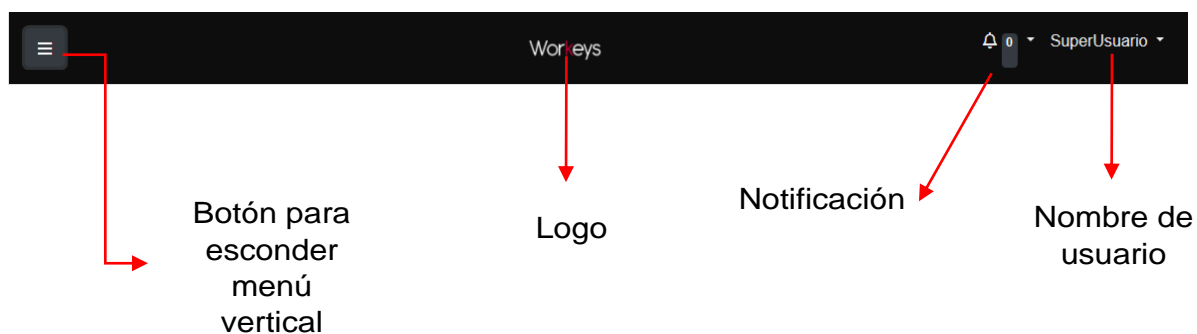 Workeys
0
SuperUsuario
Botón para
esconder
menú
vertical
Logo
Notificación
Nombre de
usuario